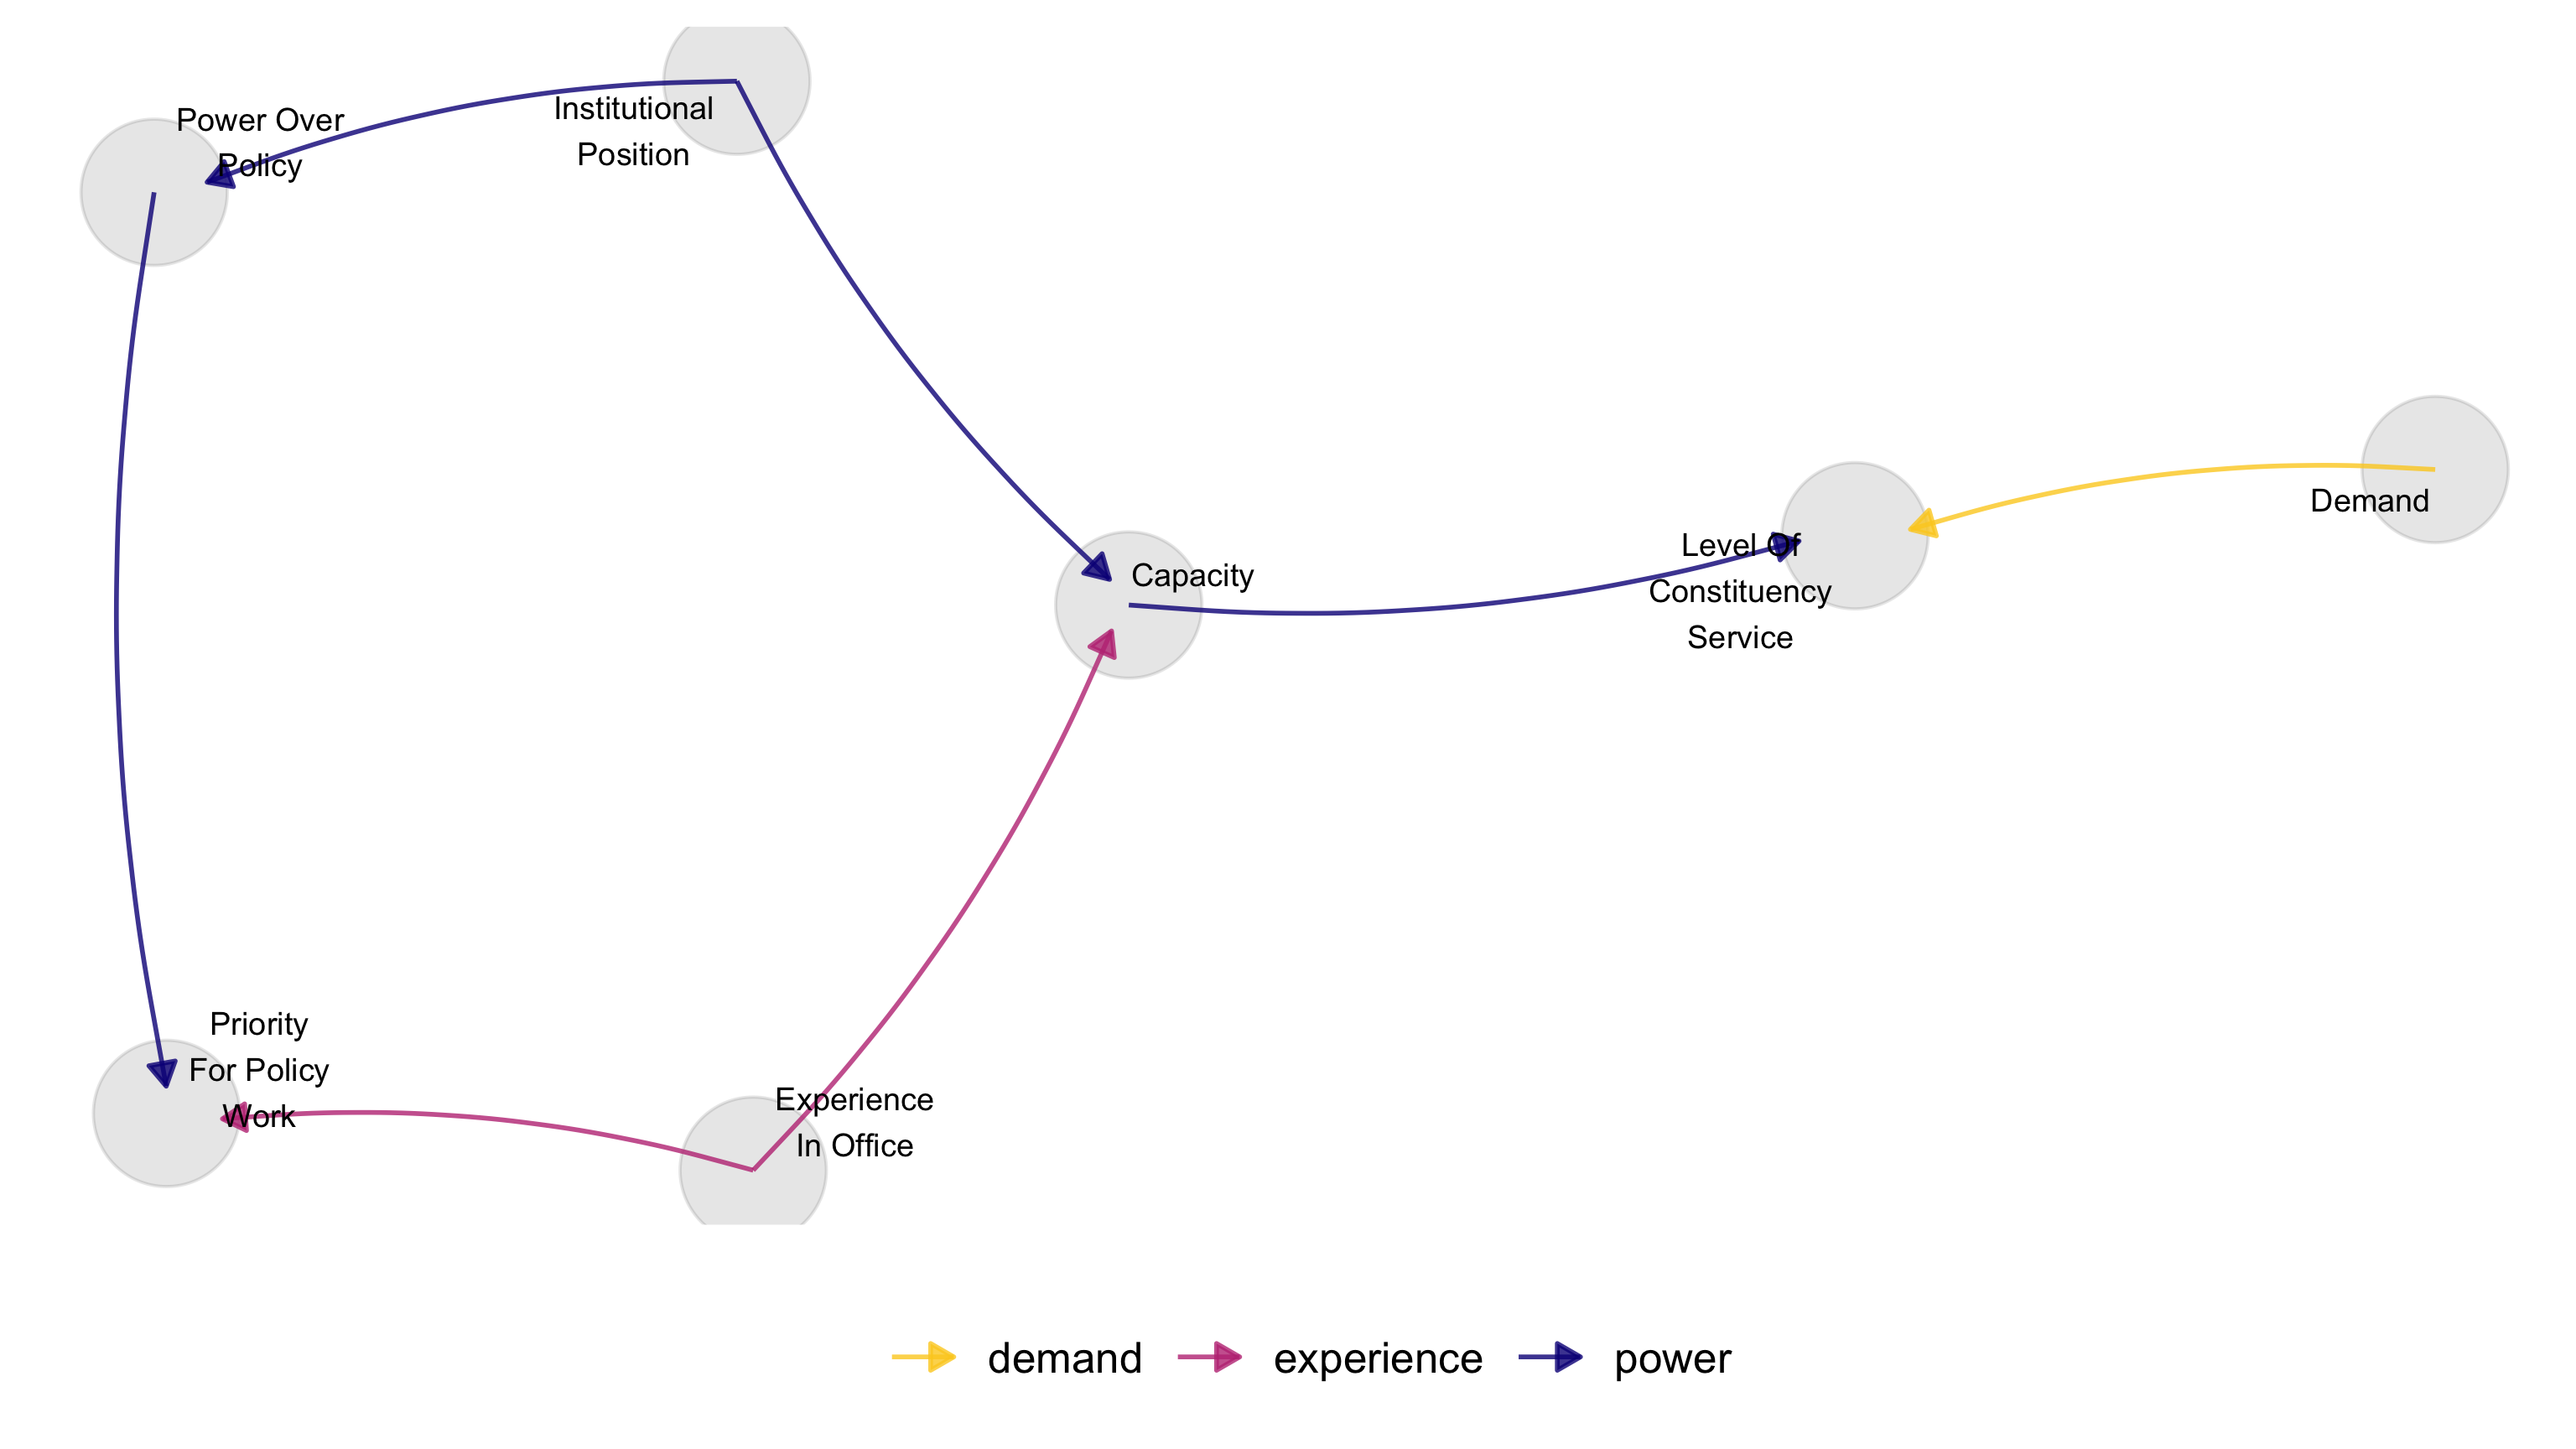 Power Over
Policy
Institutional
Position
Demand
Capacity
Level Of
Constituency
Service
Priority
For Policy
Work
Experience
In Office
demand
experience
power